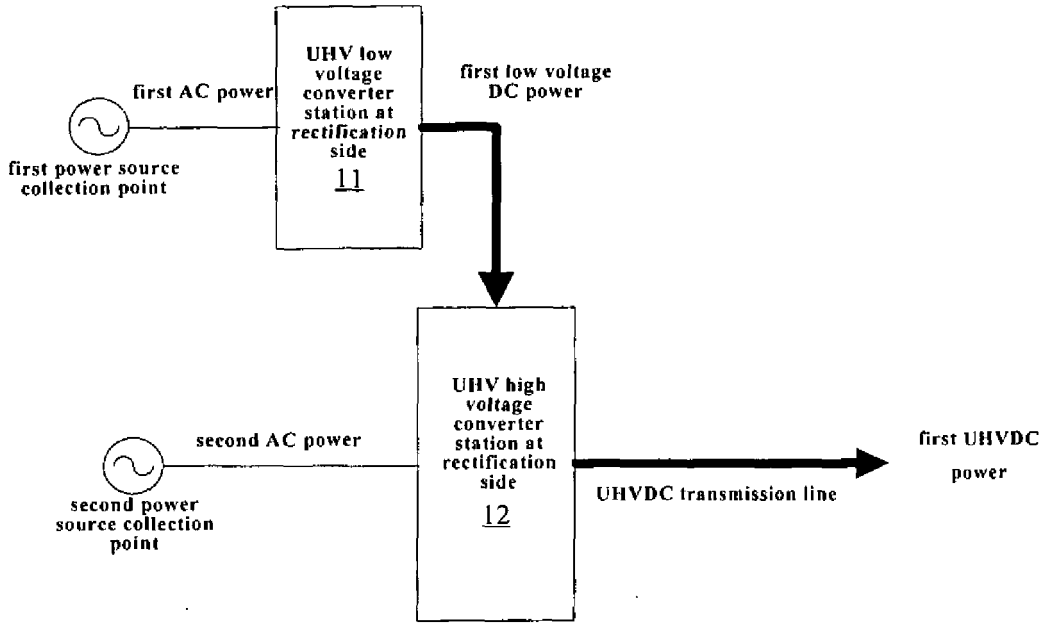 UHV low
voltage
converter
station at
rectification
side
11
first AC power
first low voltage
DC power
first power source
collection point
UHV high
voltage
converter
station at
rectification
side
12
second AC power
second power
source collection
point
UHVDC transmission line
first UHVDC
power